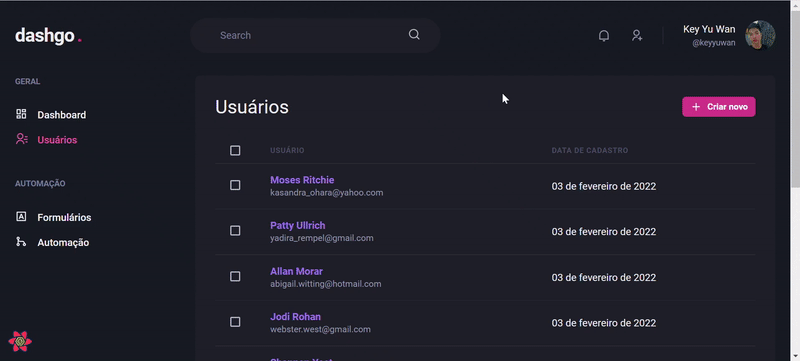 dashgo.
Search
Key Yu Wan
@keyyuwan
GERAL
Dashboard
Usuários
AUTOMAÇÃO
Formulários
Automação
Usuários
Criar novo
USUÁRIO
DATA DE CADASTRO
Moses Ritchie
kasandra_ohara@yahoo.com
03 de fevereiro de 2022
Patty Ullrich
yadira_rempel@gmail.com
03 de fevereiro de 2022
Allan Morar
abigail.witting@hotmail.com
03 de fevereiro de 2022
Jodi Rohan
webster.west@gmail.com
03 de fevereiro de 2022